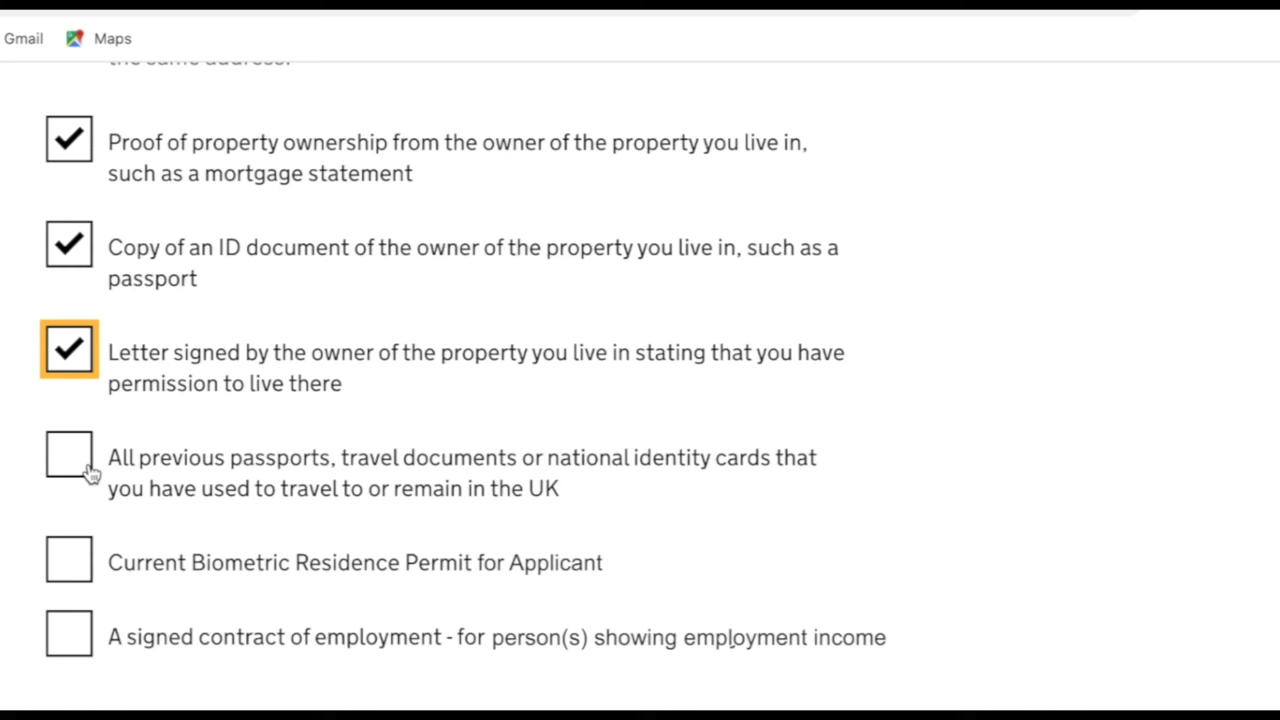 Gmail Maps
the same address.
Proof of property ownership from the owner of the property you live in,
such as a mortgage statement
Copy of an ID document of the owner of the property you live in, such as a
passport
Letter signed by the owner of the property you live in stating that you have
permission to live there
All previous passports, travel documents or national identity cards that
you have used to travel to or remain in the UK
Current Biometric Residence Permit for Applicant
A signed contract of employment - for person(s) showing employment income